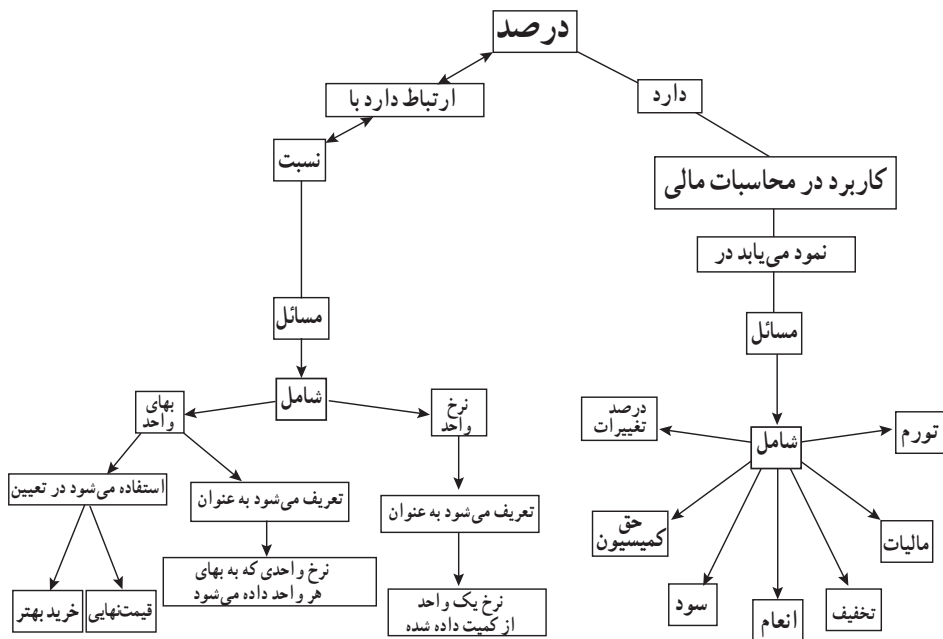 درصد
دارد
ارتباط دارد با
نسبت
کاربرد در محاسبات مالی
نمود می‌یابد در
مسائل
مسائل
شامل
بهای
واحد
نرخ
واحد
درصد
تغییرات
شامل
تورم
استفاده می‌شود در تعیین
تعریف می‌شود به عنوان
تعریف می‌شود به عنوان
حق
کمیسیون
مالیات
نرخ واحدی که به بهای
هر واحد داده می‌شود
خرید بهتر
قیمت‌نهایی
نرخ یک واحد
از کمیت داده شده
سود
انعام
تخفیف